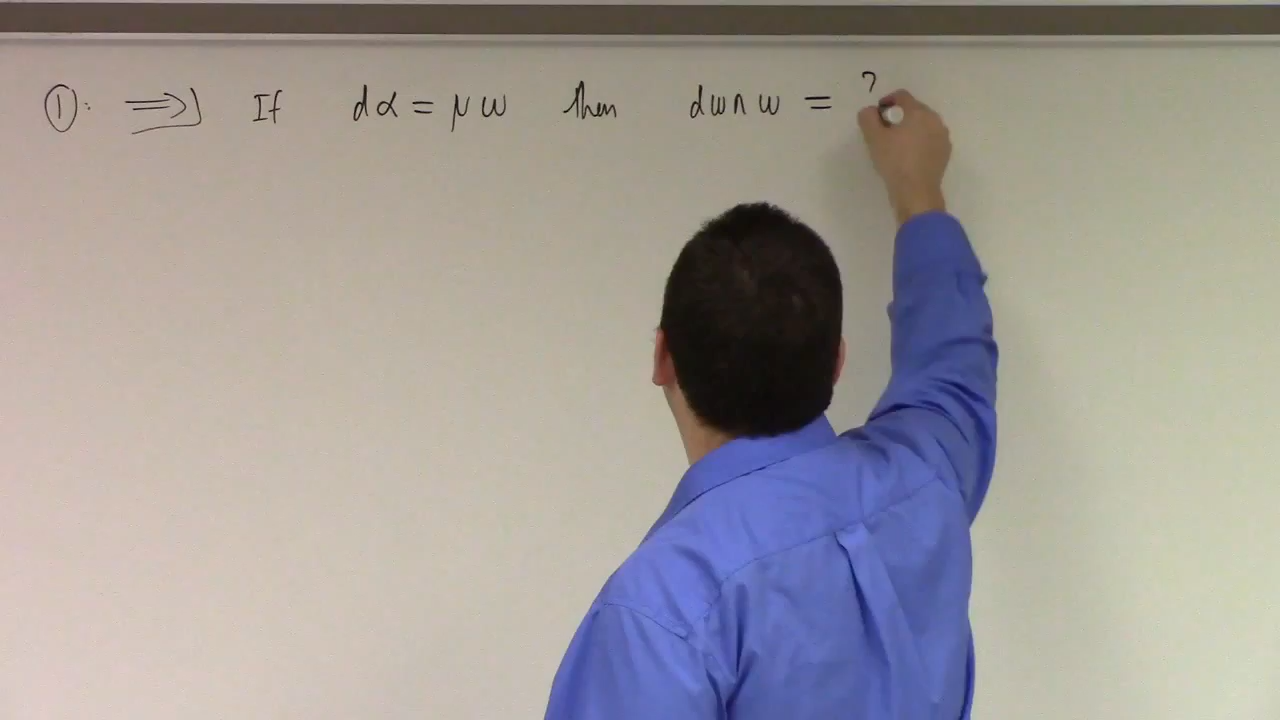 ①: ⟹] If dα = μω then dω∧ω = ?